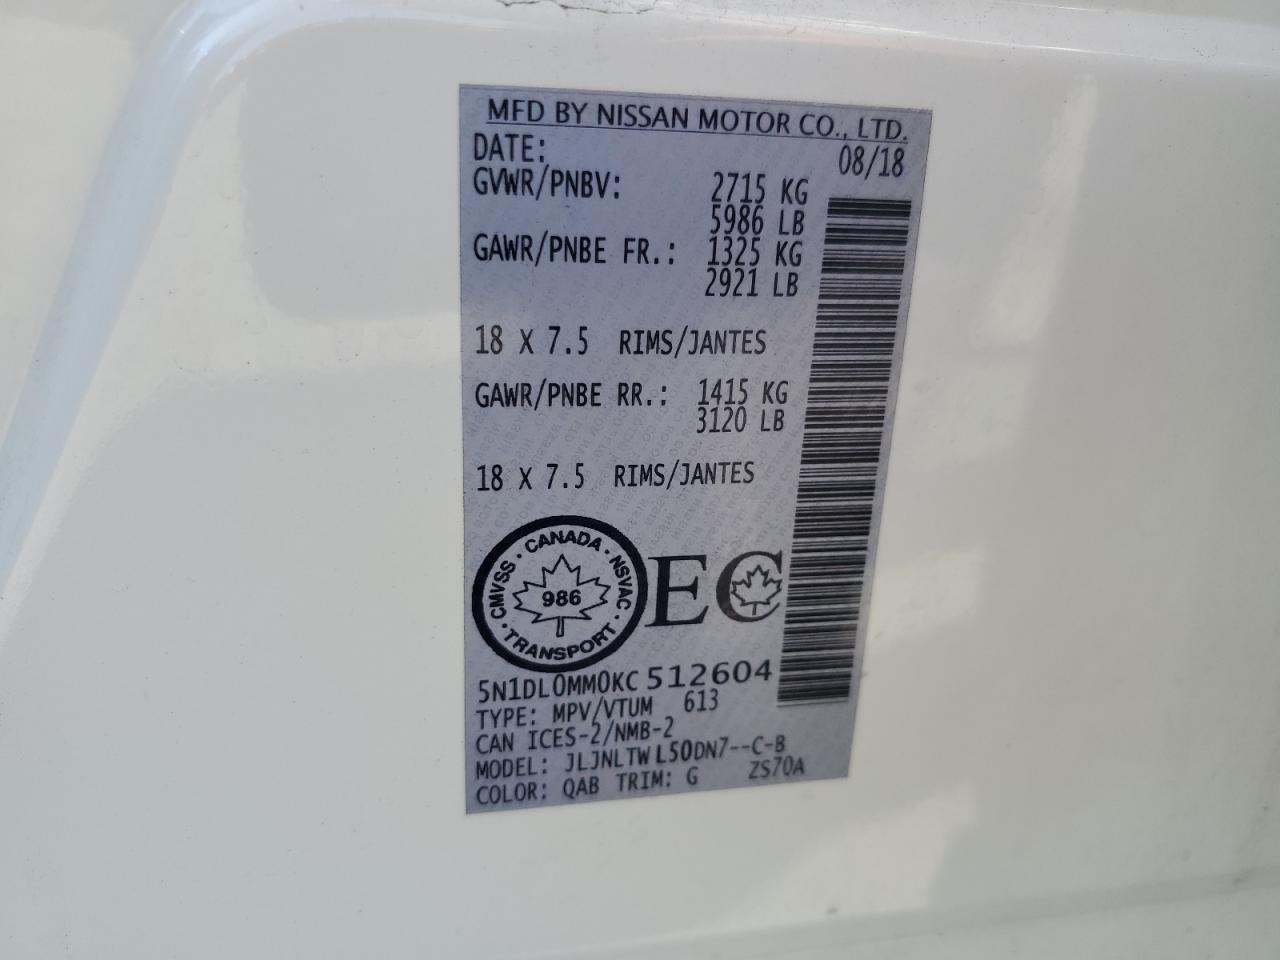 MFD BY NISSAN MOTOR CO., LTD.
DATE: 08/18
GVWR/PNBV: 2715 KG
5986 LB
GAWR/PNBE FR.: 1325 KG
2921 LB
18 X 7.5 RIMS/JANTES
GAWR/PNBE RR.: 1415 KG
3120 LB
18 X 7.5 RIMS/JANTES
CMVSS · CANADA · NSVAC · TRANSPORT ·
986
EC
5N1DL0MM0KC512604
TYPE: MPV/VTUM 613
CAN ICES-2/NMB-2
MODEL: JLJNLTWL50DN7--C-B
COLOR: QAB TRIM: G ZS70A